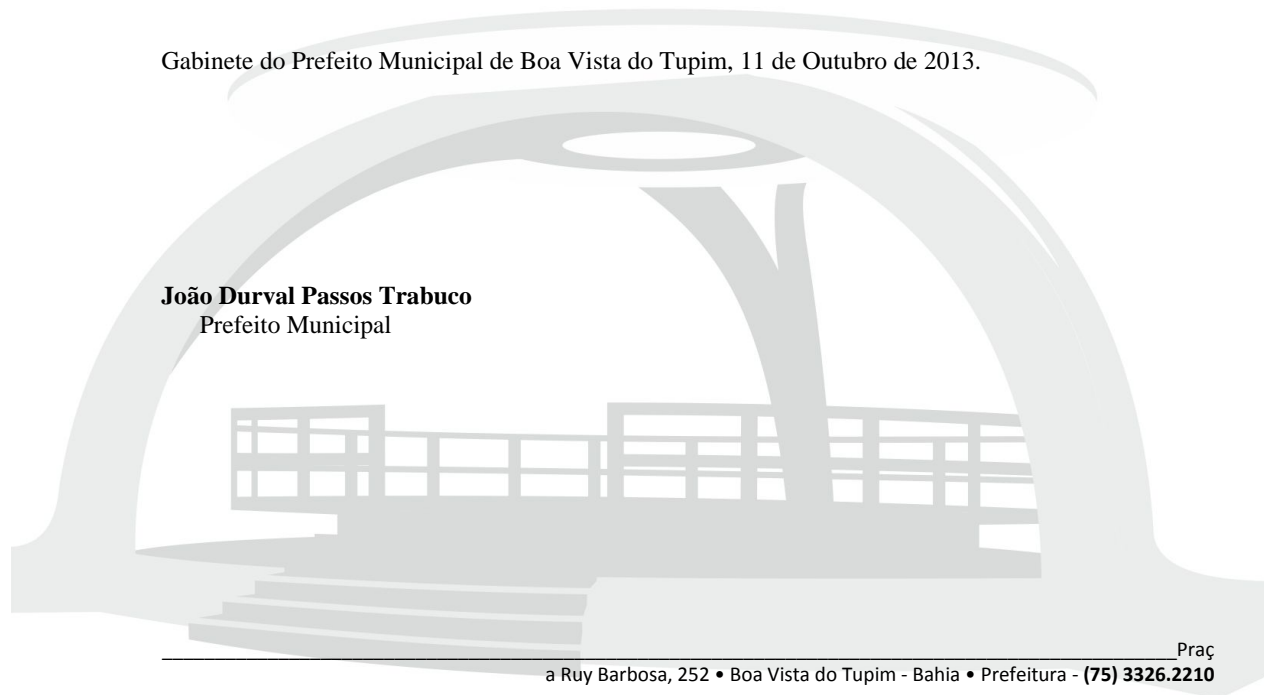 Gabinete do Prefeito Municipal de Boa Vista do Tupim, 11 de Outubro de 2013.
João Durval Passos Trabuco
Prefeito Municipal
Praç
a Ruy Barbosa, 252 • Boa Vista do Tupim - Bahia • Prefeitura - (75) 3326.2210